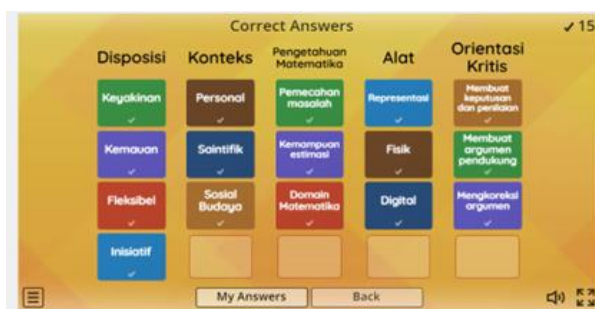 Correct Answers
✓ 15
Disposisi
Konteks
Pengetahuan
Matematika
Alat
Orientasi
Kritis
Keyakinan
Personal
Pemecahan
masalah
Representasi
Membuat
keputusan
dan penilaian
Kemauan
Saintifik
Kemampuan
estimasi
Fisik
Membuat
argumen
pendukung
Fleksibel
Sosial
Budaya
Domain
Matematika
Digital
Mengkoreksi
argumen
Inisiatif
My Answers
Back